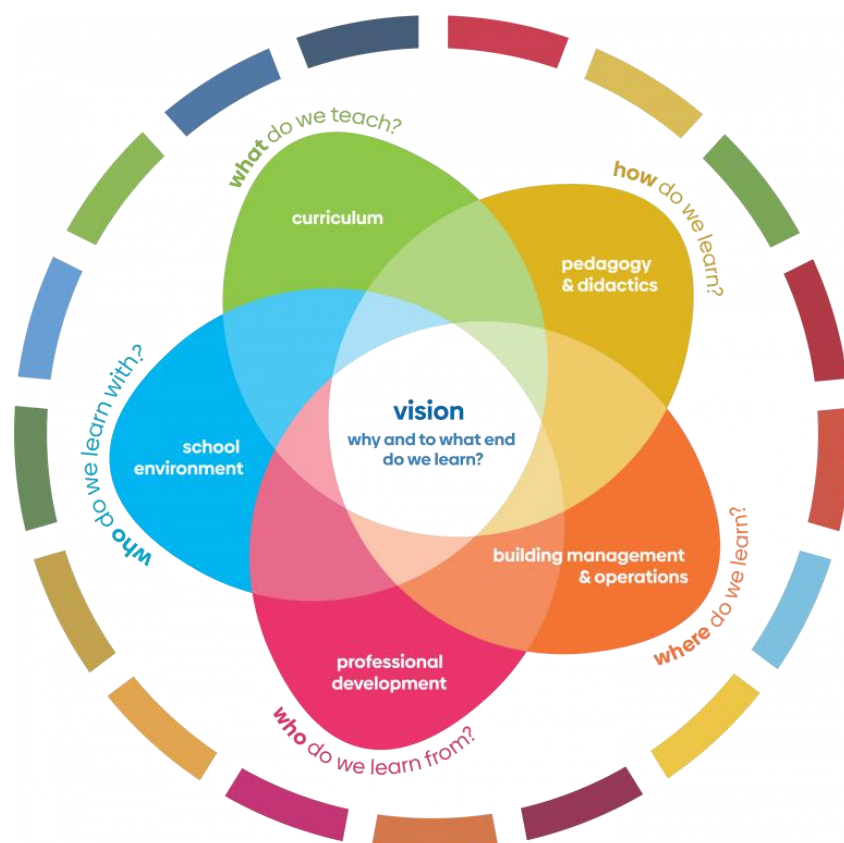 what do we teach?
curriculum
how do we learn?
pedagogy
& didactics
vision
why and to what end
do we learn?
who do we learn with?
school
environment
building management
& operations
where do we learn?
professional
development
who do we learn from?